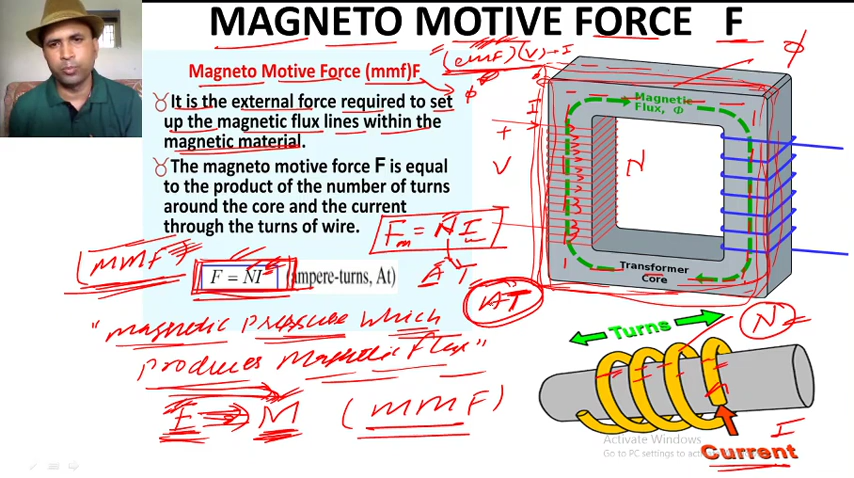 MAGNETO MOTIVE FORCE F
Magneto Motive Force (mmf)F
It is the external force required to set
up the magnetic flux lines within the
magnetic material.
The magneto motive force F is equal
to the product of the number of turns
around the core and the current
through the turns of wire.
(emf) (V) → I
ϕ
ϕ
Fm = NI
A T
mmF →
F = NI (ampere-turns, At)
AT
"magnetic pressure which
produces Magnetic flux"
E → M (MMF)
Magnetic
Flux, Φ
I
+
V
N
Transformer
Core
Turns
N
I
Current
Activate Windows
Go to PC settings to acti